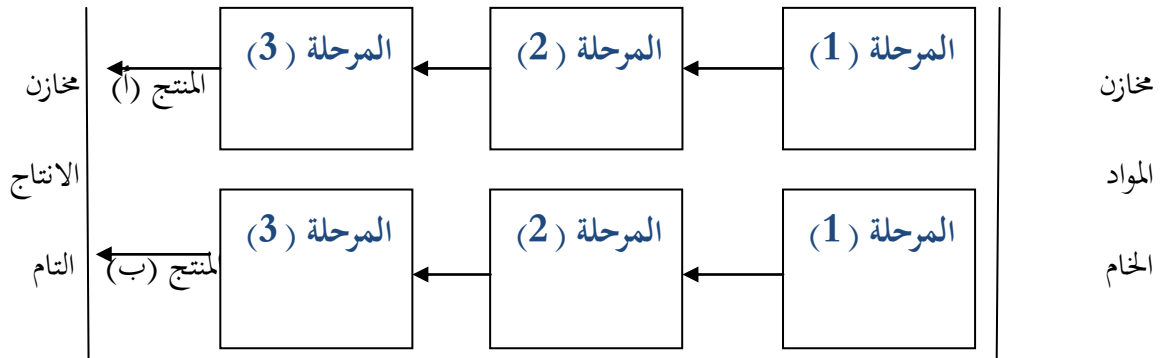 المرحلة (1)
المرحلة (2)
المرحلة (3)
المنتج (أ)
المرحلة (1)
المرحلة (2)
المرحلة (3)
المنتج (ب)
مخازن
المواد
الخام
مخازن
الانتاج
التام